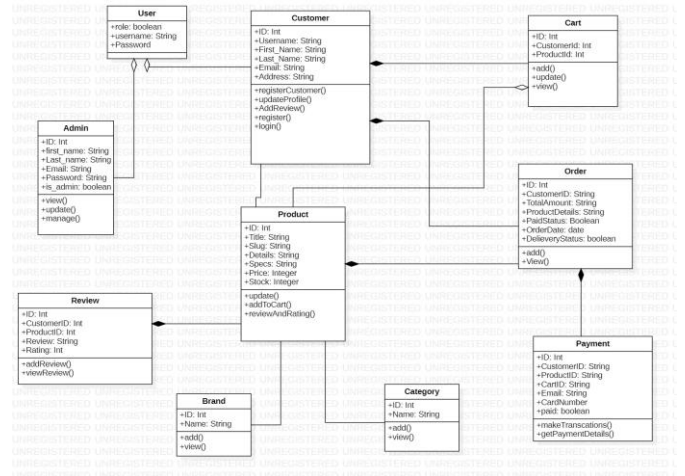 User
+role: boolean
+username: String
+Password
Customer
+ID: Int
+Username: String
+First_Name: String
+Last_Name: String
+Email: String
+Address: String
+registerCustomer()
+updateProfile()
+AddReview()
+register()
+login()
Cart
+ID: Int
+CustomerId: Int
+ProductId: Int
+add()
+update()
+view()
Admin
+ID: Int
+first_name: String
+Last_name: String
+Email: String
+Password: String
+is_admin: boolean
+view()
+update()
+manage()
Order
+ID: Int
+CustomerID: String
+TotalAmount: String
+ProductDetails: String
+PaidStatus: Boolean
+OrderDate: date
+DelieveryStatus: boolean
+add()
+View()
Product
+ID: Int
+Title: String
+Slug: String
+Details: String
+Specs: String
+Price: Integer
+Stock: Integer
+update()
+addToCart()
+reviewAndRating()
Review
+ID: Int
+CustomerID: Int
+ProductID: Int
+Review: String
+Rating: Int
+addReview()
+viewReview()
Payment
+ID: Int
+CustomerID: String
+ProductID: String
+CartID: String
+Email: String
+CardNumber
+paid: boolean
+makeTranscations()
+getPaymentDetails()
Brand
+ID: Int
+Name: String
+add()
+view()
Category
+ID: Int
+Name: String
+add()
+view()